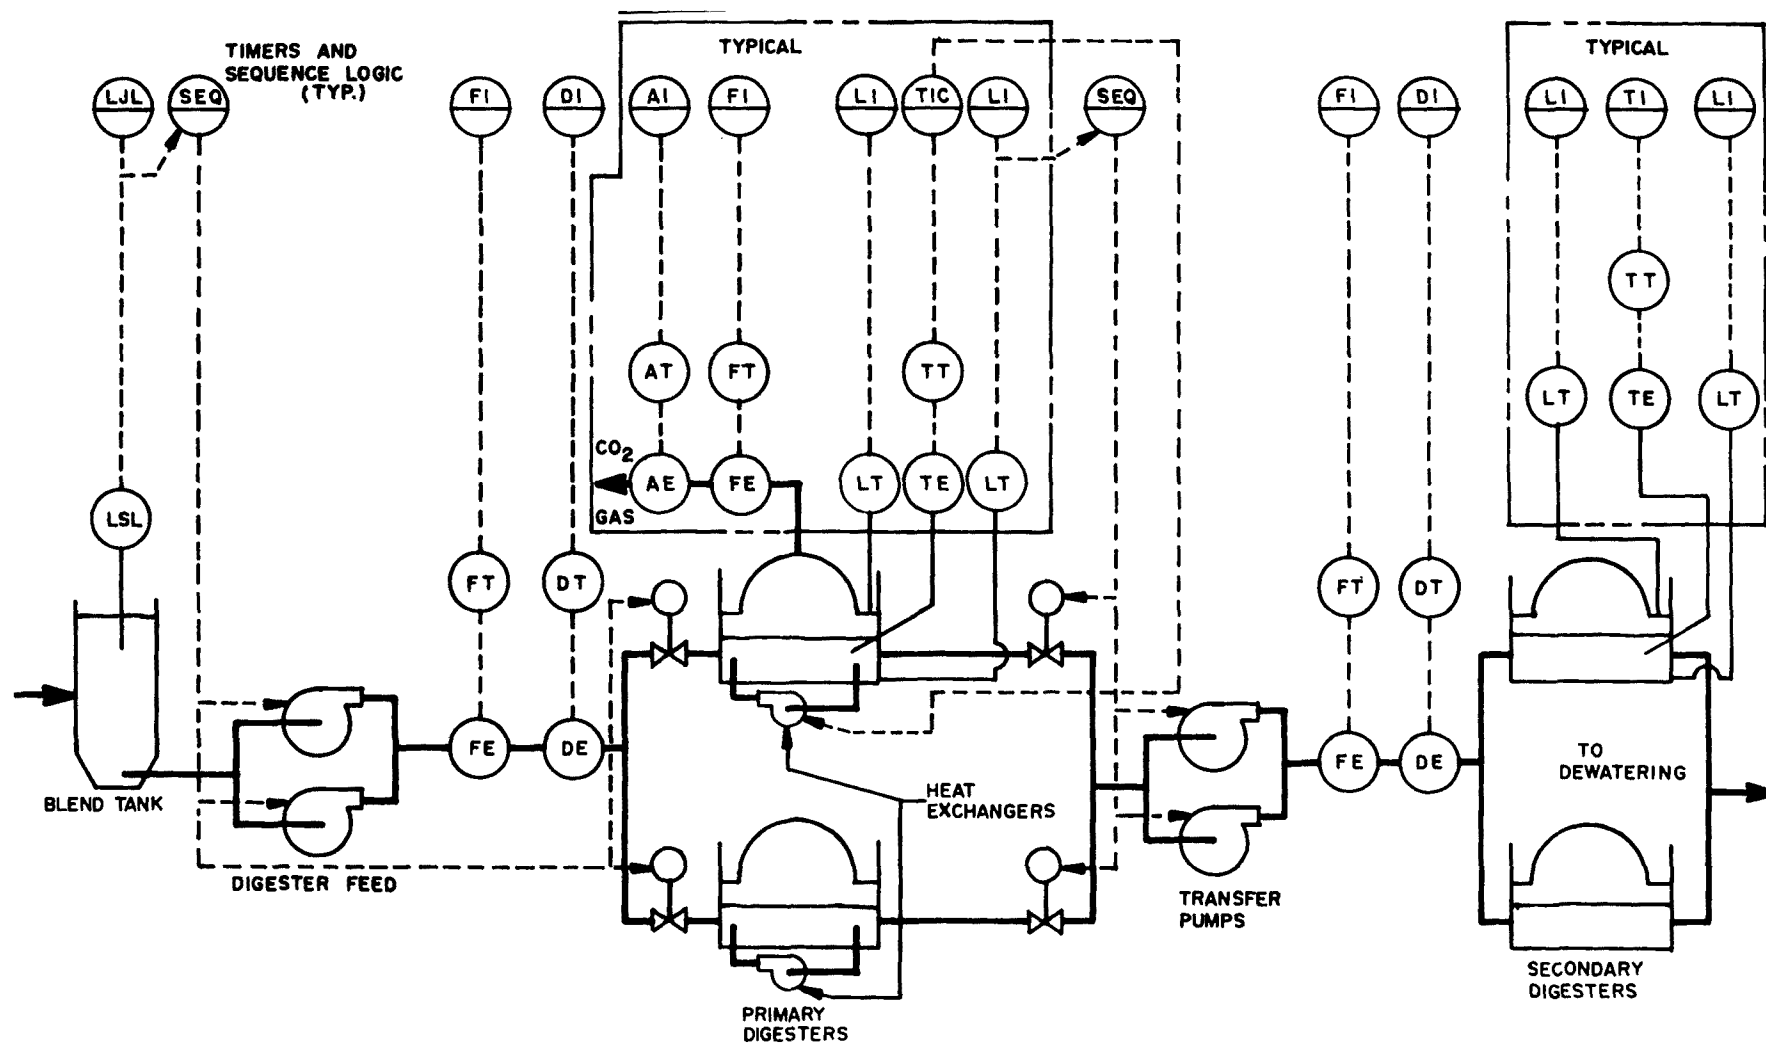 TIMERS AND
SEQUENCE LOGIC
(TYP.)
TYPICAL
TYPICAL
LJL
SEQ
FI
DI
AI
FI
LI
TIC
LI
SEQ
FI
DI
LI
TI
LI
TT
AT
FT
TT
LT
TE
LT
CO2
GAS
AE
FE
LT
TE
LT
LSL
FT
DT
FT
DT
FE
DE
FE
DE
TO
DEWATERING
BLEND TANK
HEAT
EXCHANGERS
DIGESTER FEED
TRANSFER
PUMPS
PRIMARY
DIGESTERS
SECONDARY
DIGESTERS